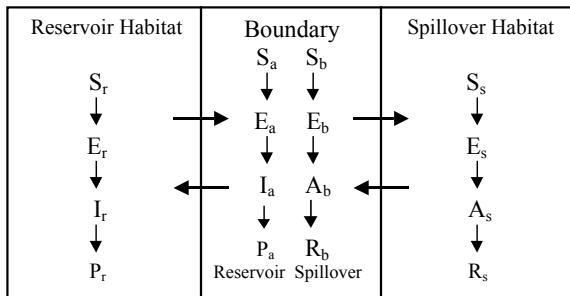 Reservoir Habitat Boundary Spillover Habitat
Sa Sb
Sr Ss
Ea Eb
Er Es
Ia Ab
Ir As
Pa Rb
Pr Reservoir Spillover Rs